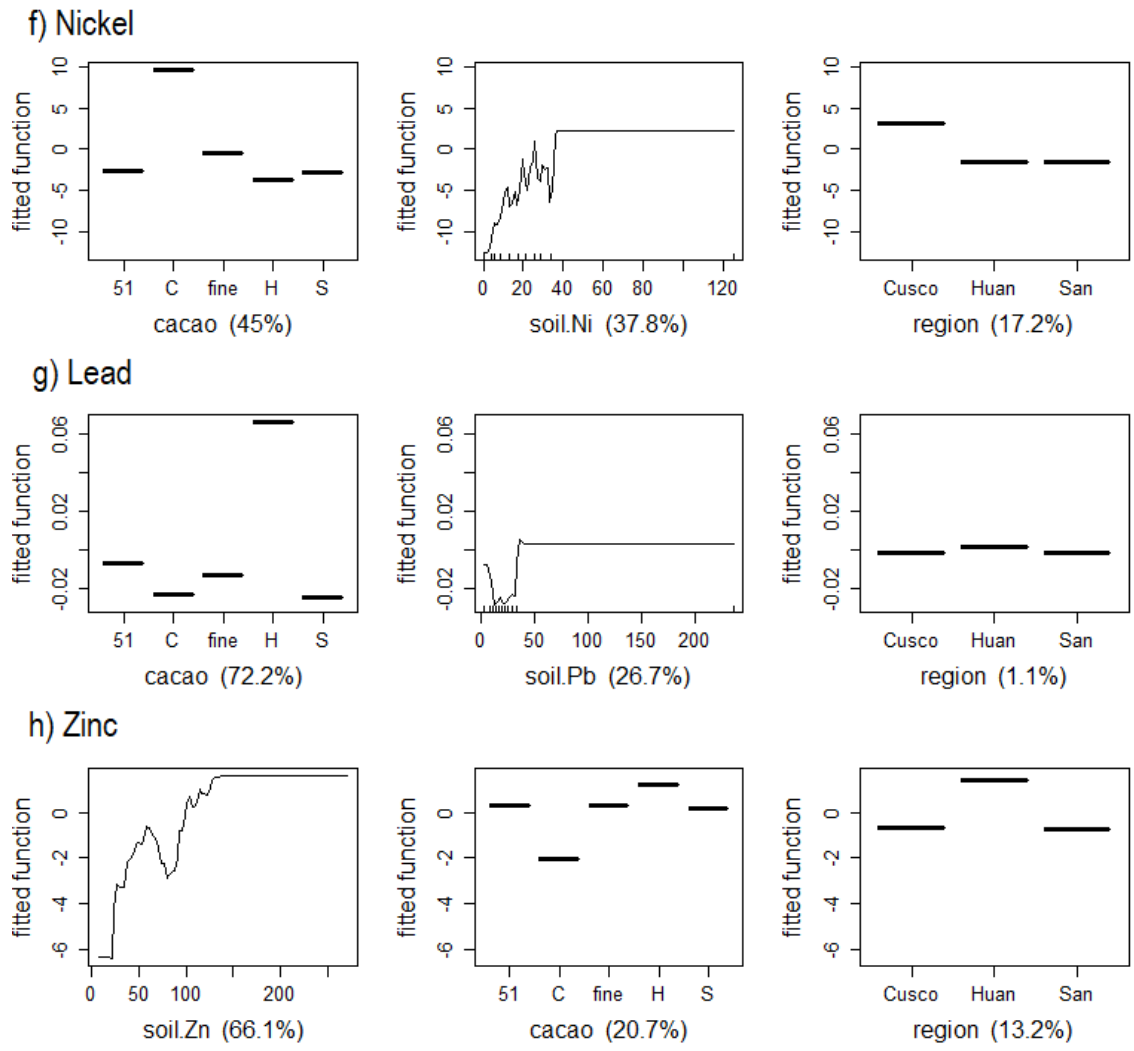 f) Nickel
fitted function
10
5
0
-5
-10
51 C fine H S
cacao (45%)
fitted function
10
5
0
-5
-10
0 20 40 60 80 120
soil.Ni (37.8%)
fitted function
10
5
0
-5
-10
Cusco Huan San
region (17.2%)
g) Lead
fitted function
0.06
0.02
-0.02
51 C fine H S
cacao (72.2%)
fitted function
0.06
0.02
-0.02
0 50 100 150 200
soil.Pb (26.7%)
fitted function
0.06
0.02
-0.02
Cusco Huan San
region (1.1%)
h) Zinc
fitted function
0
-2
-4
-6
0 50 100 200
soil.Zn (66.1%)
fitted function
0
-2
-4
-6
51 C fine H S
cacao (20.7%)
fitted function
0
-2
-4
-6
Cusco Huan San
region (13.2%)